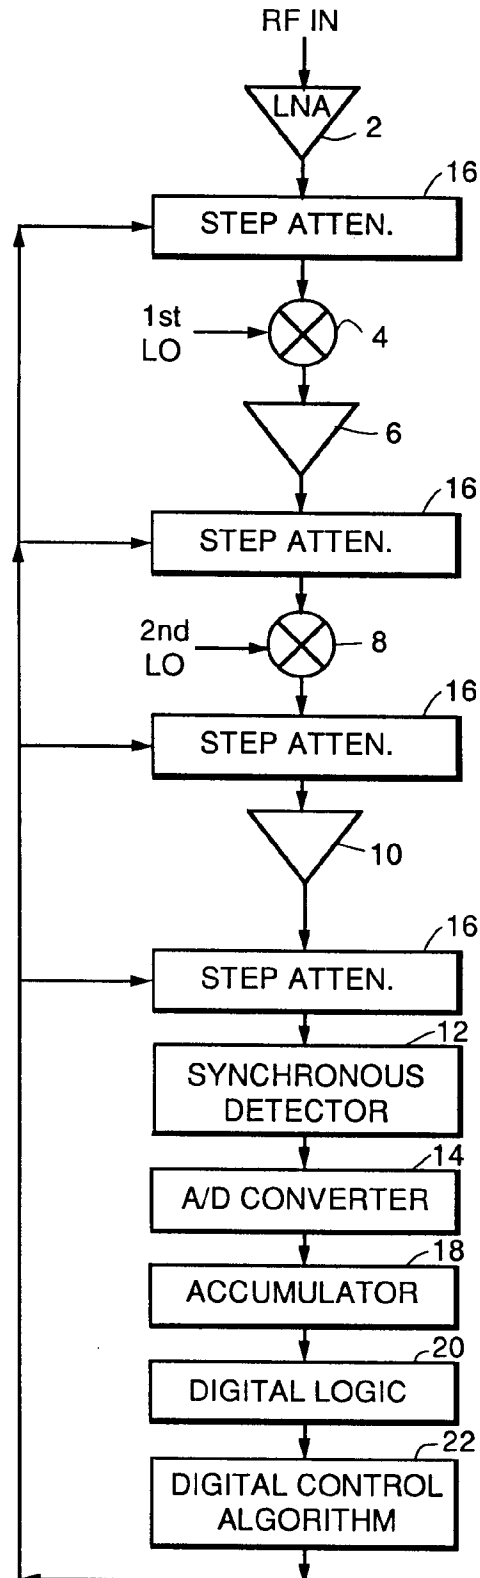 RF IN
LNA
2
16
STEP ATTEN.
1st
LO
4
6
16
STEP ATTEN.
2nd
LO
8
16
STEP ATTEN.
10
16
STEP ATTEN.
12
SYNCHRONOUS
DETECTOR
14
A/D CONVERTER
18
ACCUMULATOR
20
DIGITAL LOGIC
22
DIGITAL CONTROL
ALGORITHM